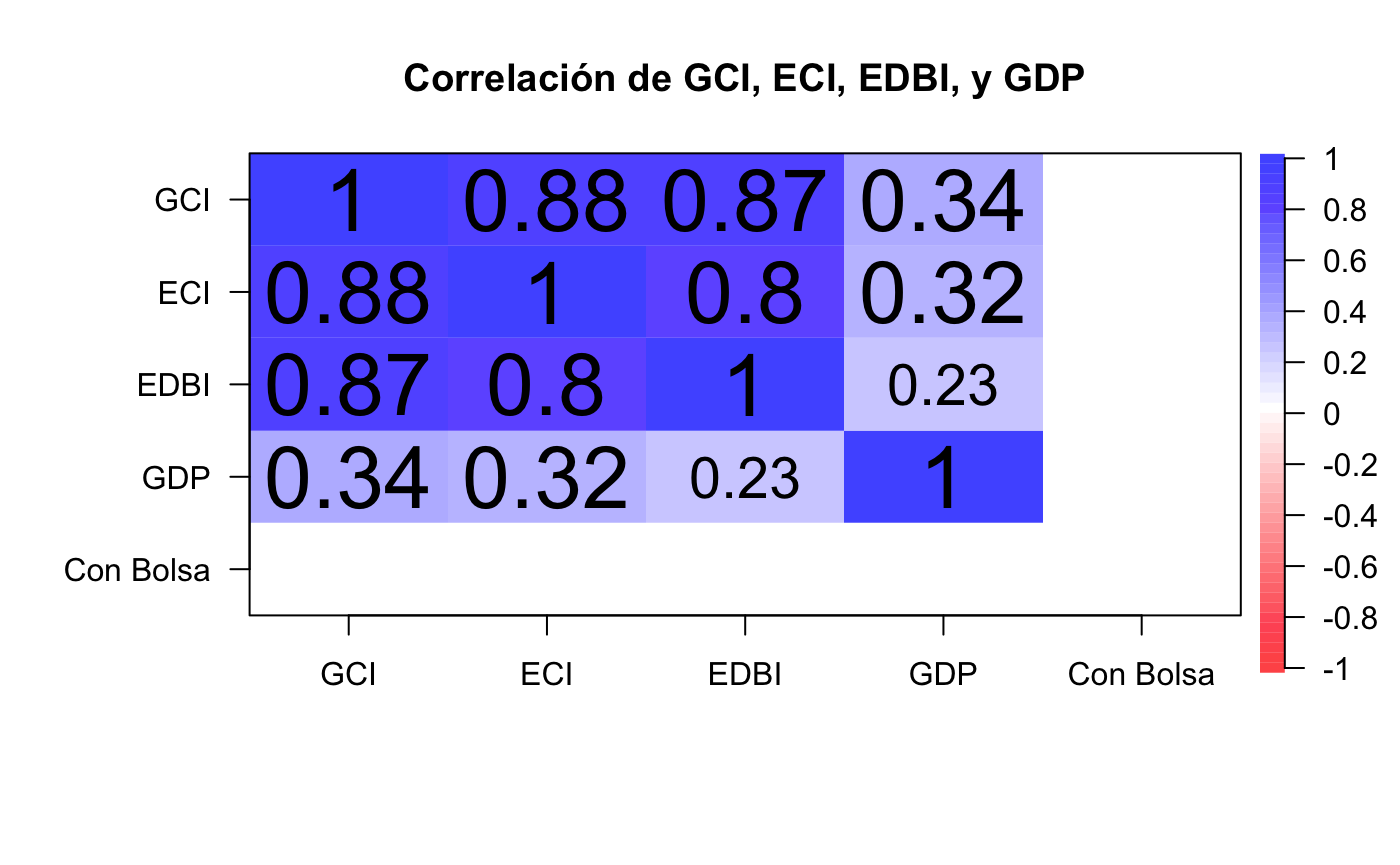 Correlación de GCI, ECI, EDBI, y GDP
GCI 1 0.88 0.87 0.34
ECI 0.88 1 0.8 0.32
EDBI 0.87 0.8 1 0.23
GDP 0.34 0.32 0.23 1
Con Bolsa
GCI ECI EDBI GDP Con Bolsa
1
0.8
0.6
0.4
0.2
0
-0.2
-0.4
-0.6
-0.8
-1